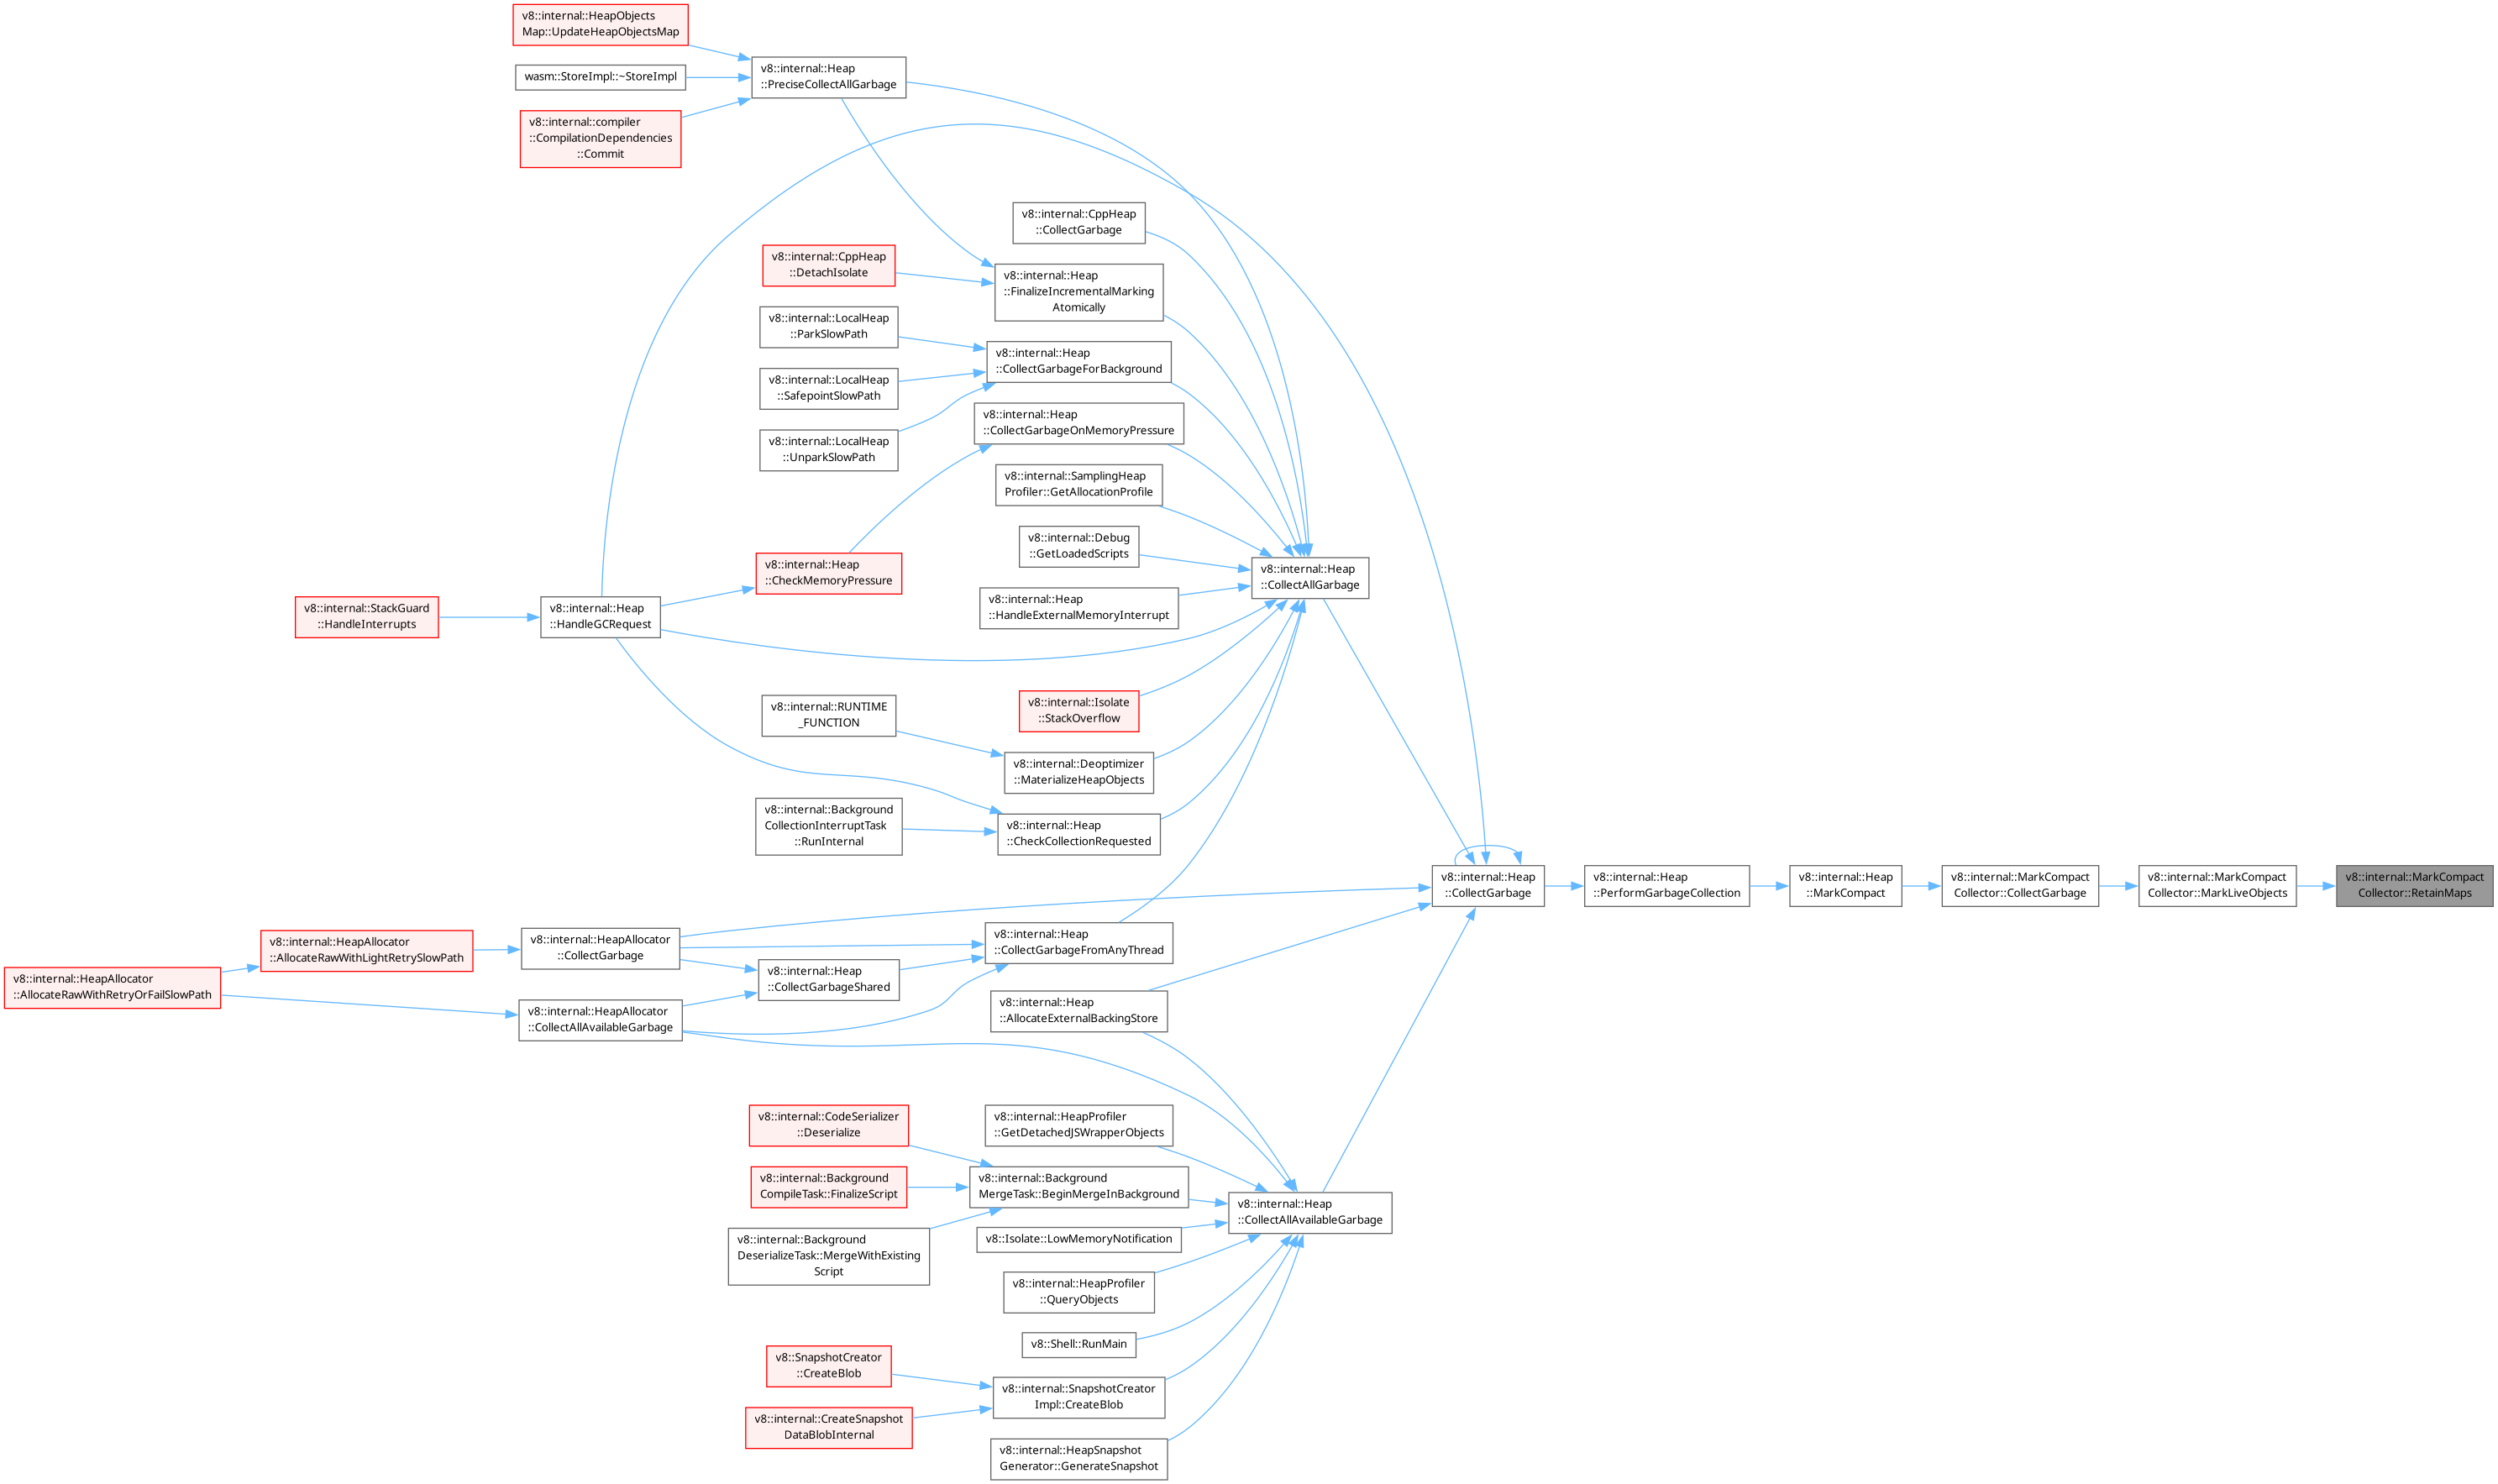 v8::internal::HeapObjects
Map::UpdateHeapObjectsMap
wasm::StoreImpl::~StoreImpl
v8::internal::compiler
::CompilationDependencies
::Commit
v8::internal::Heap
::PreciseCollectAllGarbage
v8::internal::CppHeap
::CollectGarbage
v8::internal::CppHeap
::DetachIsolate
v8::internal::Heap
::FinalizeIncrementalMarking
Atomically
v8::internal::LocalHeap
::ParkSlowPath
v8::internal::LocalHeap
::SafepointSlowPath
v8::internal::LocalHeap
::UnparkSlowPath
v8::internal::Heap
::CollectGarbageForBackground
v8::internal::Heap
::CollectGarbageOnMemoryPressure
v8::internal::SamplingHeap
Profiler::GetAllocationProfile
v8::internal::Debug
::GetLoadedScripts
v8::internal::Heap
::CheckMemoryPressure
v8::internal::Heap
::HandleExternalMemoryInterrupt
v8::internal::Heap
::CollectAllGarbage
v8::internal::StackGuard
::HandleInterrupts
v8::internal::Heap
::HandleGCRequest
v8::internal::Isolate
::StackOverflow
v8::internal::RUNTIME
_FUNCTION
v8::internal::Deoptimizer
::MaterializeHeapObjects
v8::internal::Background
CollectionInterruptTask
::RunInternal
v8::internal::Heap
::CheckCollectionRequested
v8::internal::Heap
::CollectGarbage
v8::internal::Heap
::PerformGarbageCollection
v8::internal::Heap
::MarkCompact
v8::internal::MarkCompact
Collector::CollectGarbage
v8::internal::MarkCompact
Collector::MarkLiveObjects
v8::internal::MarkCompact
Collector::RetainMaps
v8::internal::HeapAllocator
::AllocateRawWithRetryOrFailSlowPath
v8::internal::HeapAllocator
::AllocateRawWithLightRetrySlowPath
v8::internal::HeapAllocator
::CollectGarbage
v8::internal::Heap
::CollectGarbageFromAnyThread
v8::internal::Heap
::CollectGarbageShared
v8::internal::HeapAllocator
::CollectAllAvailableGarbage
v8::internal::Heap
::AllocateExternalBackingStore
v8::internal::HeapProfiler
::GetDetachedJSWrapperObjects
v8::internal::CodeSerializer
::Deserialize
v8::internal::Background
CompileTask::FinalizeScript
v8::internal::Background
DeserializeTask::MergeWithExisting
Script
v8::internal::Background
MergeTask::BeginMergeInBackground
v8::Isolate::LowMemoryNotification
v8::internal::Heap
::CollectAllAvailableGarbage
v8::internal::HeapProfiler
::QueryObjects
v8::Shell::RunMain
v8::SnapshotCreator
::CreateBlob
v8::internal::CreateSnapshot
DataBlobInternal
v8::internal::SnapshotCreator
Impl::CreateBlob
v8::internal::HeapSnapshot
Generator::GenerateSnapshot